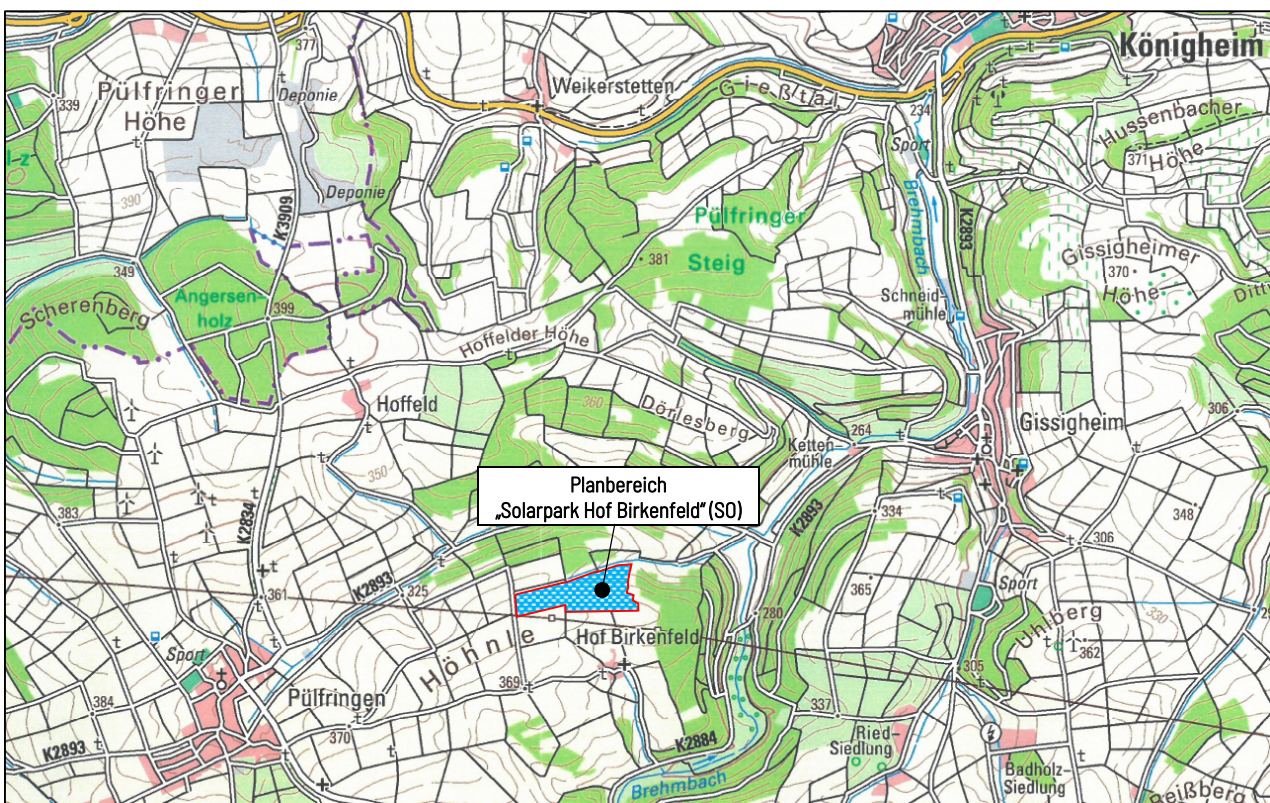 377
Königheim
Deponie
339
Pülfringer
Höhe
Weikerstetten
Gießtal
234
Sport
Hussenbacher
371
Höhe
lz
Deponie
390
K3909
Brehmbach
K2893
Pülfringer
Steig
381
Gissigheimer
370
Höhe
349
Angersen-
holz
399
Scherenberg
Schneid-
mühle
Hoffelder Höhe
Hoffeld
360
Dörlesberg
306
Ketten-
mühle
264
Gissigheim
350
Planbereich
„Solarpark Hof Birkenfeld“ (SO)
383
K2834
K2893
334
348
306
K2893
325
361
365
Sport
280
Höhnle
Hof Birkenfeld
Uhlberg
330
362
Sport
305
384
Pülfringen
369
337
370
K2893
K2884
Ried-
Siedlung
Brehmbach
Badholz-
Siedlung